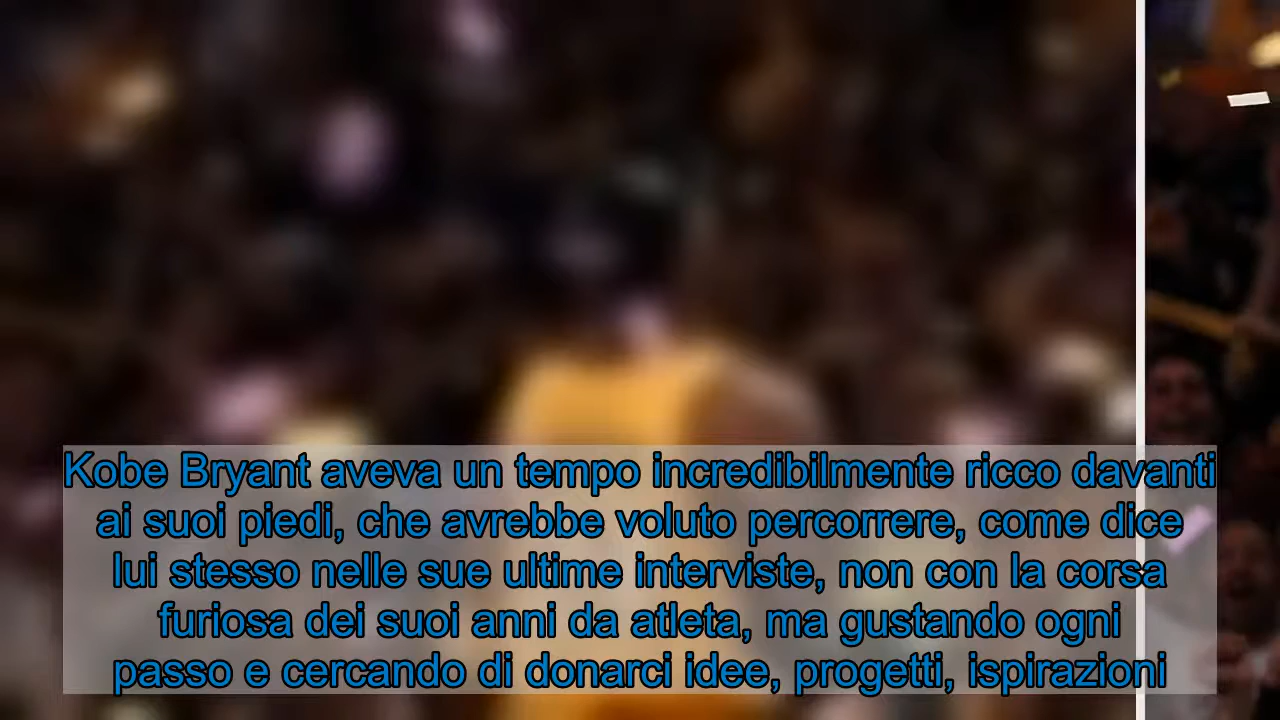 Kobe Bryant aveva un tempo incredibilmente ricco davanti
ai suoi piedi, che avrebbe voluto percorrere, come dice
lui stesso nelle sue ultime interviste, non con la corsa
furiosa dei suoi anni da atleta, ma gustando ogni
passo e cercando di donarci idee, progetti, ispirazioni